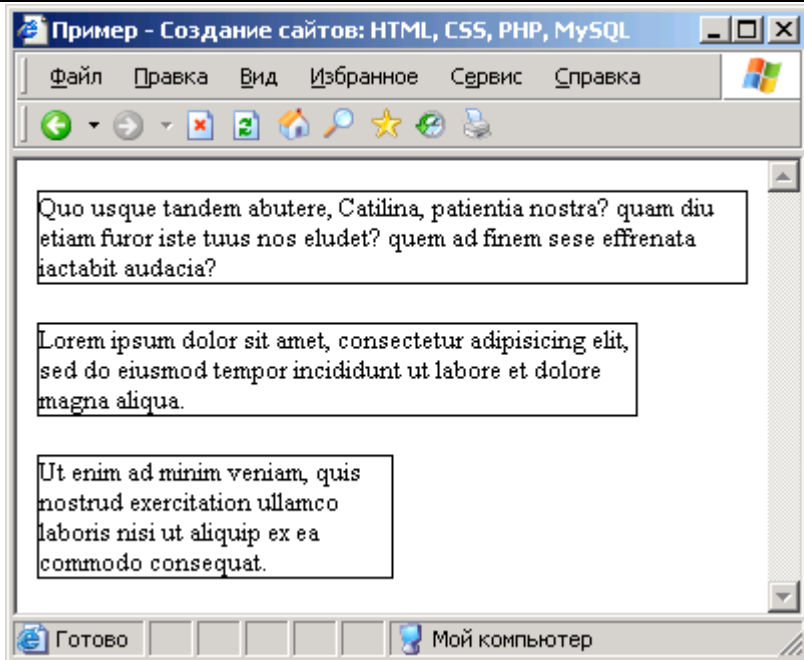 Пример - Создание сайтов: HTML, CSS, PHP, MySQL
Файл Правка Вид Избранное Сервис Справка
Quo usque tandem abutere, Catilina, patientia nostra? quam diu
etiam furor iste tuus nos eludet? quem ad finem sese effrenata
iactabit audacia?
Lorem ipsum dolor sit amet, consectetur adipisicing elit,
sed do eiusmod tempor incididunt ut labore et dolore
magna aliqua.
Ut enim ad minim veniam, quis
nostrud exercitation ullamco
laboris nisi ut aliquip ex ea
commodo consequat.
Готово Мой компьютер